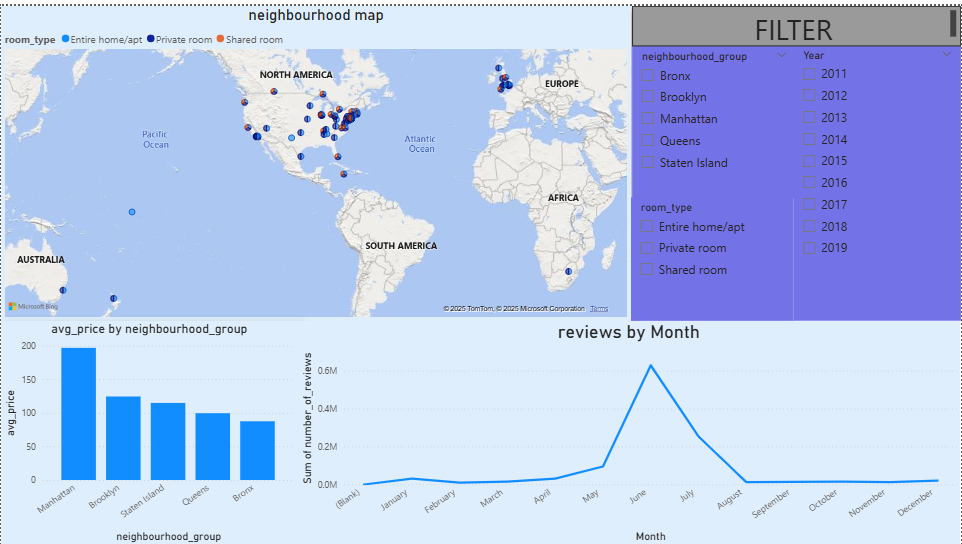 neighbourhood map
room_type Entire home/apt Private room Shared room
NORTH AMERICA
EUROPE
Pacific
Ocean
Atlantic
Ocean
AFRICA
SOUTH AMERICA
AUSTRALIA
Microsoft Bing
© 2025 TomTom, © 2025 Microsoft Corporation Terms
FILTER
neighbourhood_group
Bronx
Brooklyn
Manhattan
Queens
Staten Island
room_type
Entire home/apt
Private room
Shared room
Year
2011
2012
2013
2014
2015
2016
2017
2018
2019
avg_price by neighbourhood_group
avg_price
200
150
100
50
0
Manhattan
Brooklyn
Staten Island
Queens
Bronx
neighbourhood_group
reviews by Month
Sum of number_of_reviews
0.6M
0.4M
0.2M
0.0M
(Blank)
January
February
March
April
May
June
July
August
September
October
November
December
Month